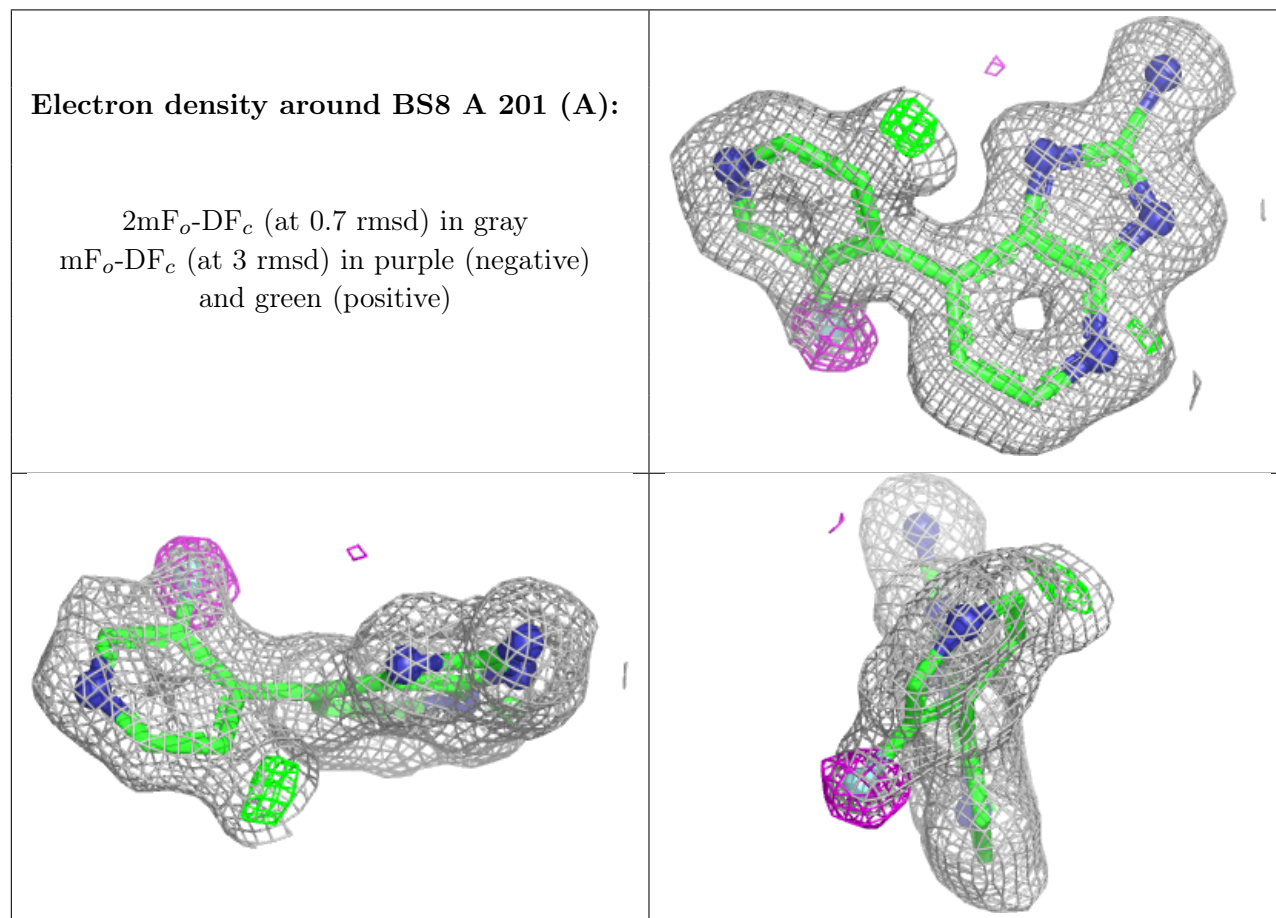 Electron density around BS8 A 201 (A):
2mFo-DFc (at 0.7 rmsd) in gray
mFo-DFc (at 3 rmsd) in purple (negative)
and green (positive)